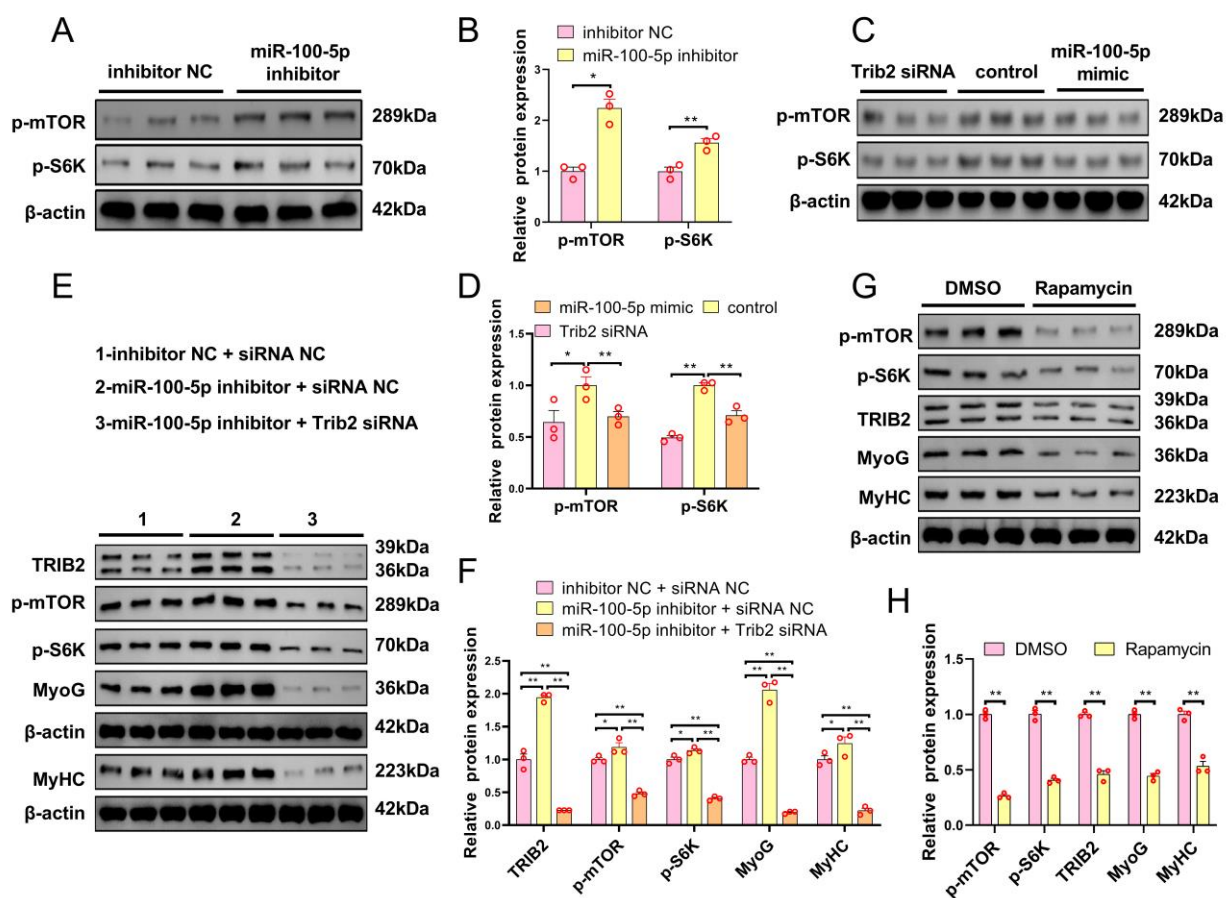 A
inhibitor NC
miR-100-5p
inhibitor
p-mTOR
289kDa
p-S6K
70kDa
β-actin
42kDa
B
inhibitor NC
miR-100-5p inhibitor
Relative protein expression
3
2
1
0
*
**
p-mTOR
p-S6K
C
Trib2 siRNA
control
miR-100-5p
mimic
p-mTOR
289kDa
p-S6K
70kDa
β-actin
42kDa
E
1-inhibitor NC + siRNA NC
2-miR-100-5p inhibitor + siRNA NC
3-miR-100-5p inhibitor + Trib2 siRNA
1 2 3
TRIB2
39kDa
36kDa
p-mTOR
289kDa
p-S6K
70kDa
MyoG
36kDa
β-actin
42kDa
MyHC
223kDa
β-actin
42kDa
D
miR-100-5p mimic
control
Trib2 siRNA
Relative protein expression
1.5
1.0
0.5
0.0
* **
** **
p-mTOR
p-S6K
F
inhibitor NC + siRNA NC
miR-100-5p inhibitor + siRNA NC
miR-100-5p inhibitor + Trib2 siRNA
Relative protein expression
2.5
2.0
1.5
1.0
0.5
0.0
**
** **
**
* **
**
* **
**
** **
**
* **
TRIB2
p-mTOR
p-S6K
MyoG
MyHC
G
DMSO
Rapamycin
p-mTOR
289kDa
p-S6K
70kDa
TRIB2
39kDa
36kDa
MyoG
36kDa
MyHC
223kDa
β-actin
42kDa
H
DMSO
Rapamycin
Relative protein expression
1.5
1.0
0.5
0.0
** ** ** ** **
p-mTOR
p-S6K
TRIB2
MyoG
MyHC